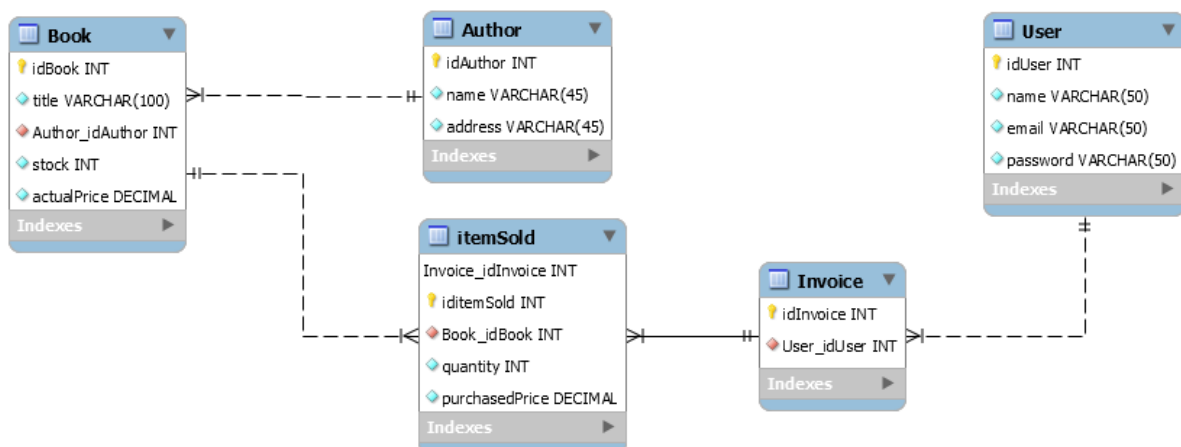 Book
idBook INT
title VARCHAR(100)
Author_idAuthor INT
stock INT
actualPrice DECIMAL
Indexes
Author
idAuthor INT
name VARCHAR(45)
address VARCHAR(45)
Indexes
User
idUser INT
name VARCHAR(50)
email VARCHAR(50)
password VARCHAR(50)
Indexes
itemSold
Invoice_idInvoice INT
iditemSold INT
Book_idBook INT
quantity INT
purchasedPrice DECIMAL
Indexes
Invoice
idInvoice INT
User_idUser INT
Indexes